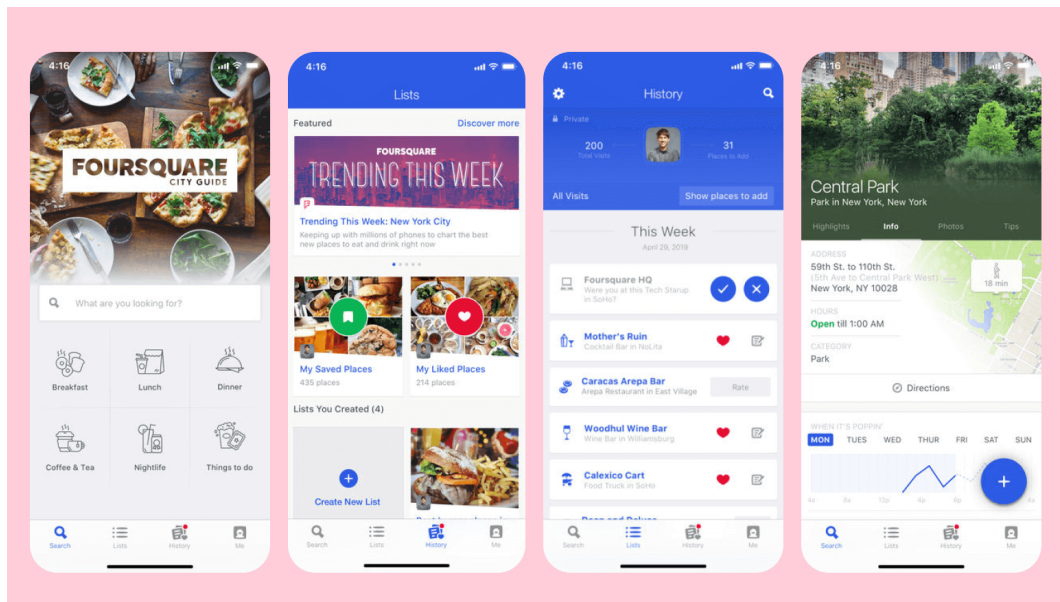 4:16
FOURSQUARE
CITY GUIDE
What are you looking for?
Breakfast
Lunch
Dinner
Coffee & Tea
Nightlife
Things to do
Search
Lists
History
Me
4:16
Lists
Featured
Discover more
FOURSQUARE
TRENDING THIS WEEK
Trending This Week: New York City
Keeping up with millions of phones to chart the best
new places to eat and drink right now
My Saved Places
435 places
My Liked Places
214 places
Lists You Created (4)
Create New List
Search
Lists
History
Me
4:16
History
Private
200
Total Visits
31
Places to Add
All Visits
Show places to add
This Week
April 29, 2019
Foursquare HQ
Were you at this Tech Starup
in SoHo?
Mother's Ruin
Cocktail Bar in NoLita
Caracas Arepa Bar
Arepa Restaurant in East Village
Rate
Woodhul Wine Bar
Wine Bar in Williamsburg
Calexico Cart
Food Truck in SoHo
Search
Lists
History
Me
4:16
Central Park
Park in New York, New York
Highlights
Info
Photos
Tips
ADDRESS
59th St. to 110th St.
(5th Ave to Central Park West)
New York, NY 10028
18 min
HOURS
Open till 1:00 AM
CATEGORY
Park
Directions
WHEN IT'S POPPIN'
MON TUES WED THUR FRI SAT SUN
6a 9a 12p 6p 9p
Search
Lists
History
Me